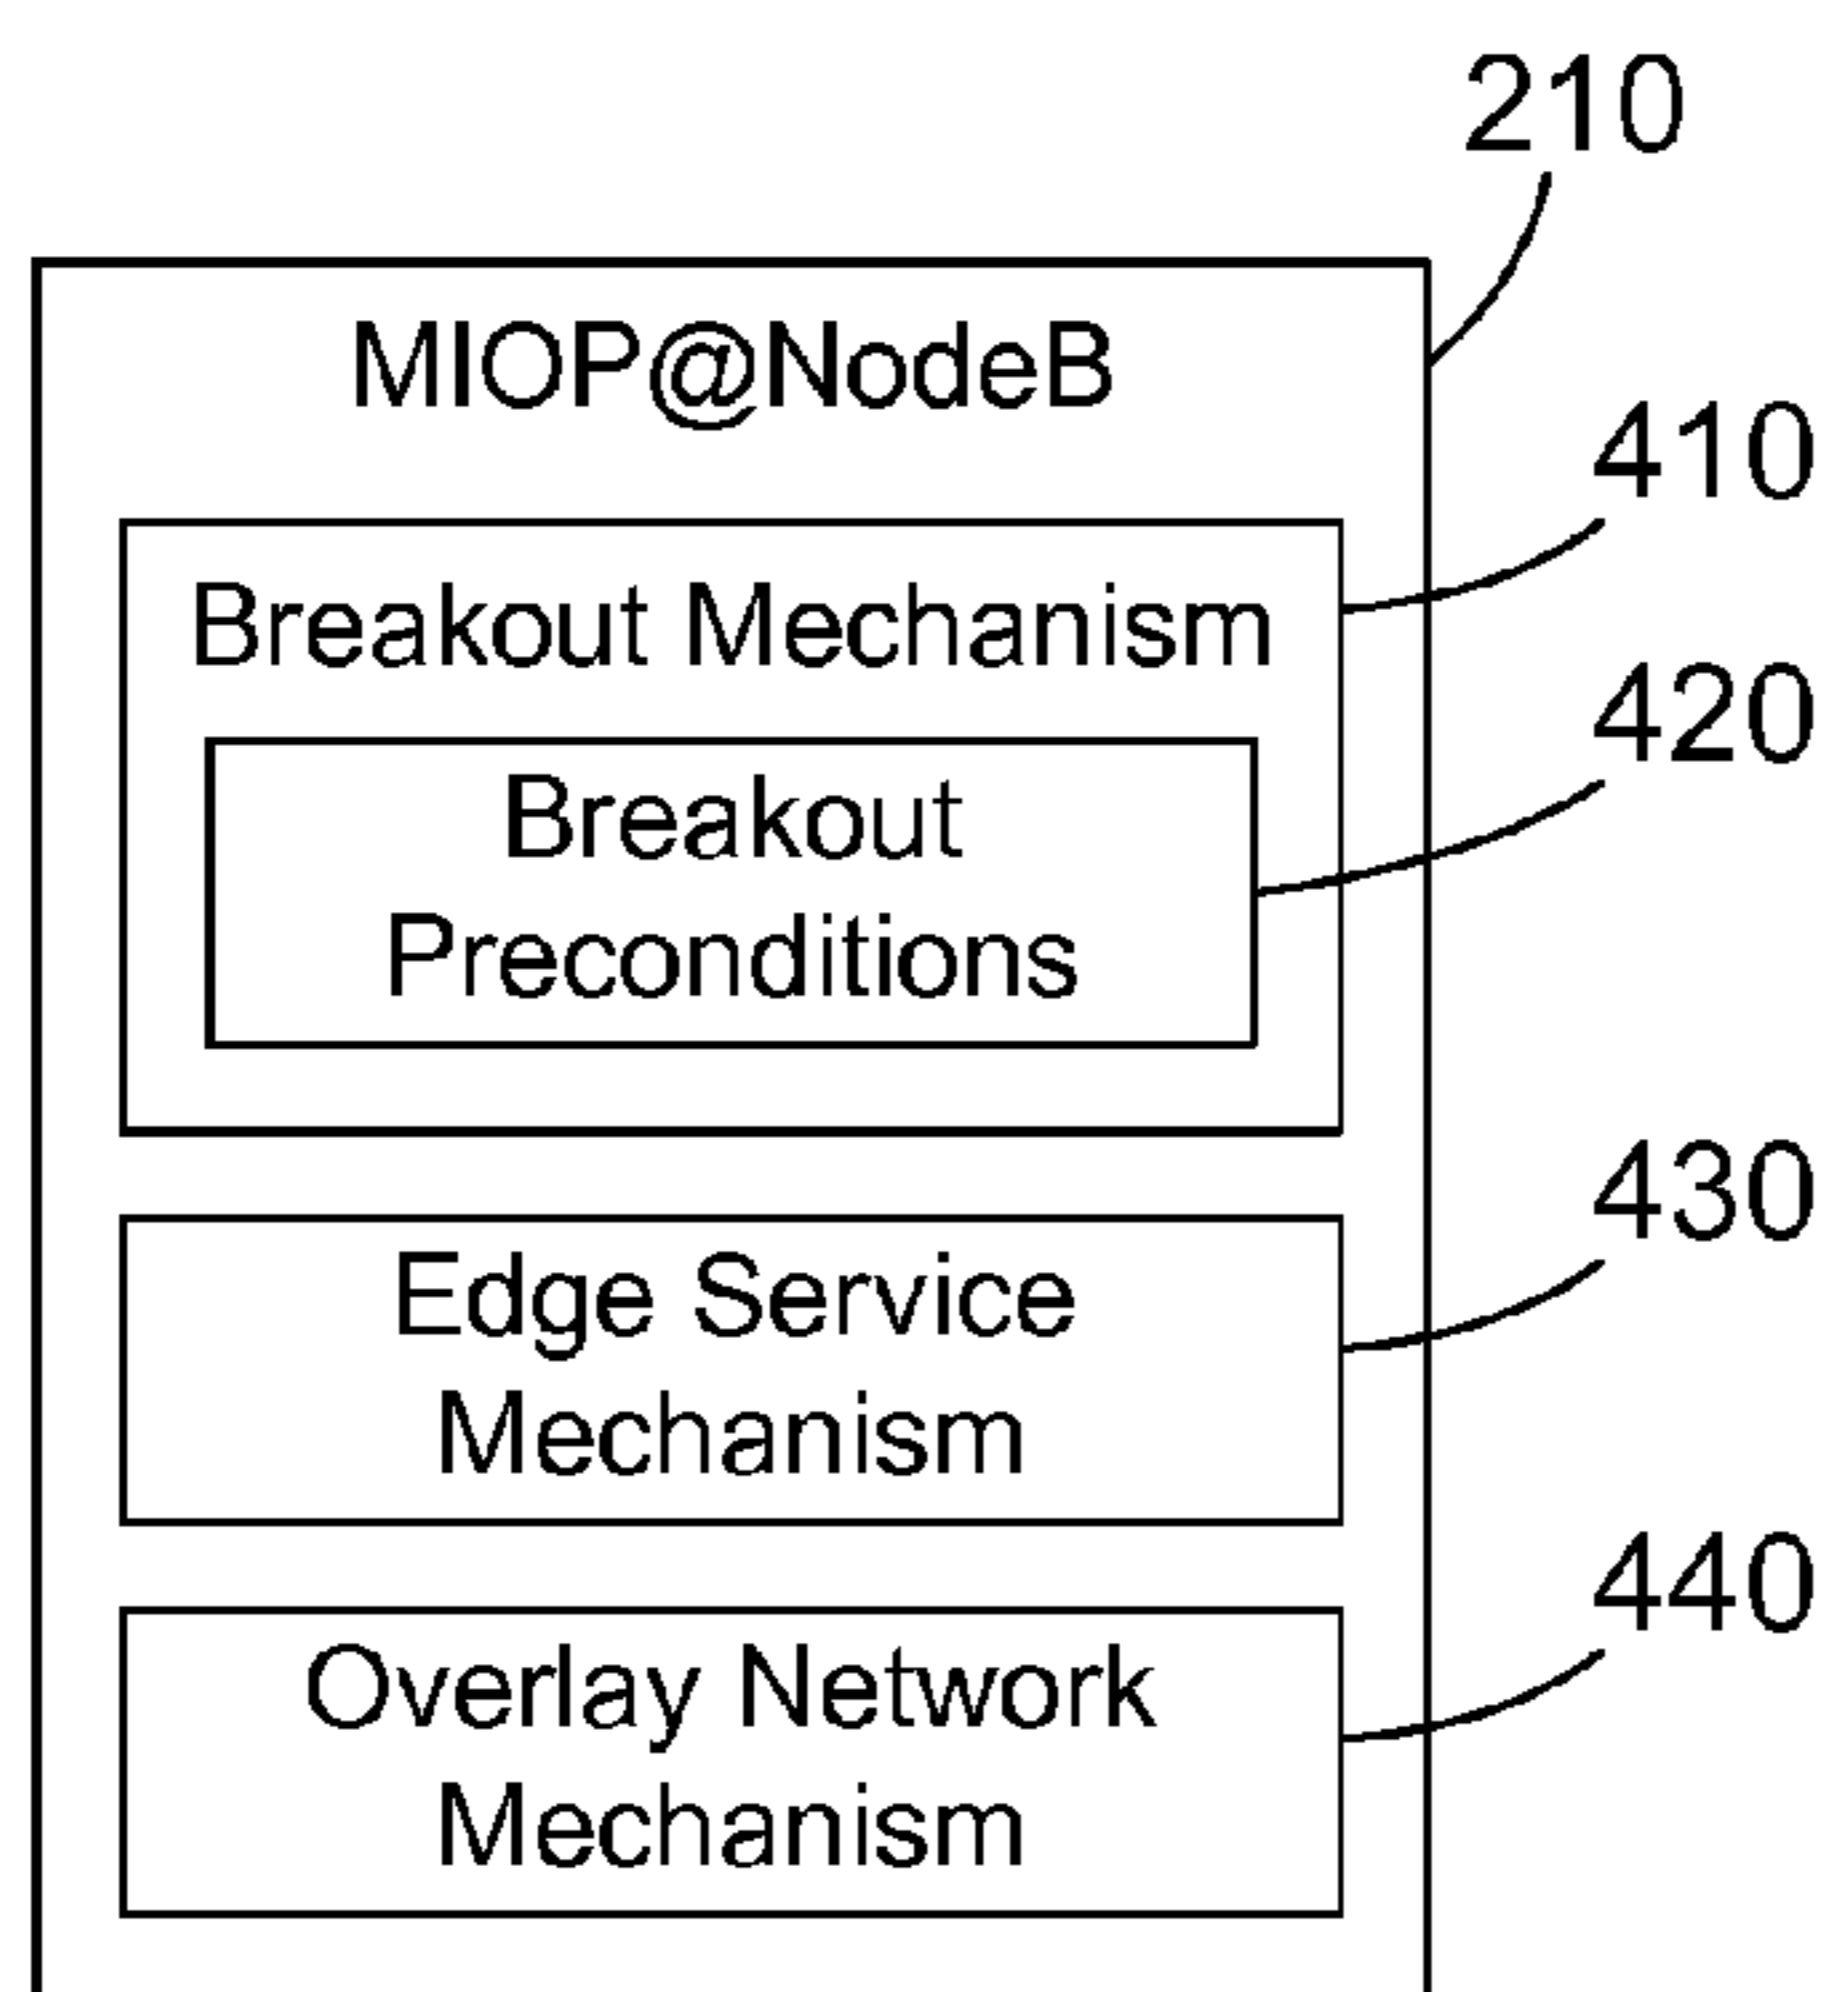 210
MIOP@NodeB
410
Breakout Mechanism
420
Breakout
Preconditions
430
Edge Service
Mechanism
440
Overlay Network
Mechanism